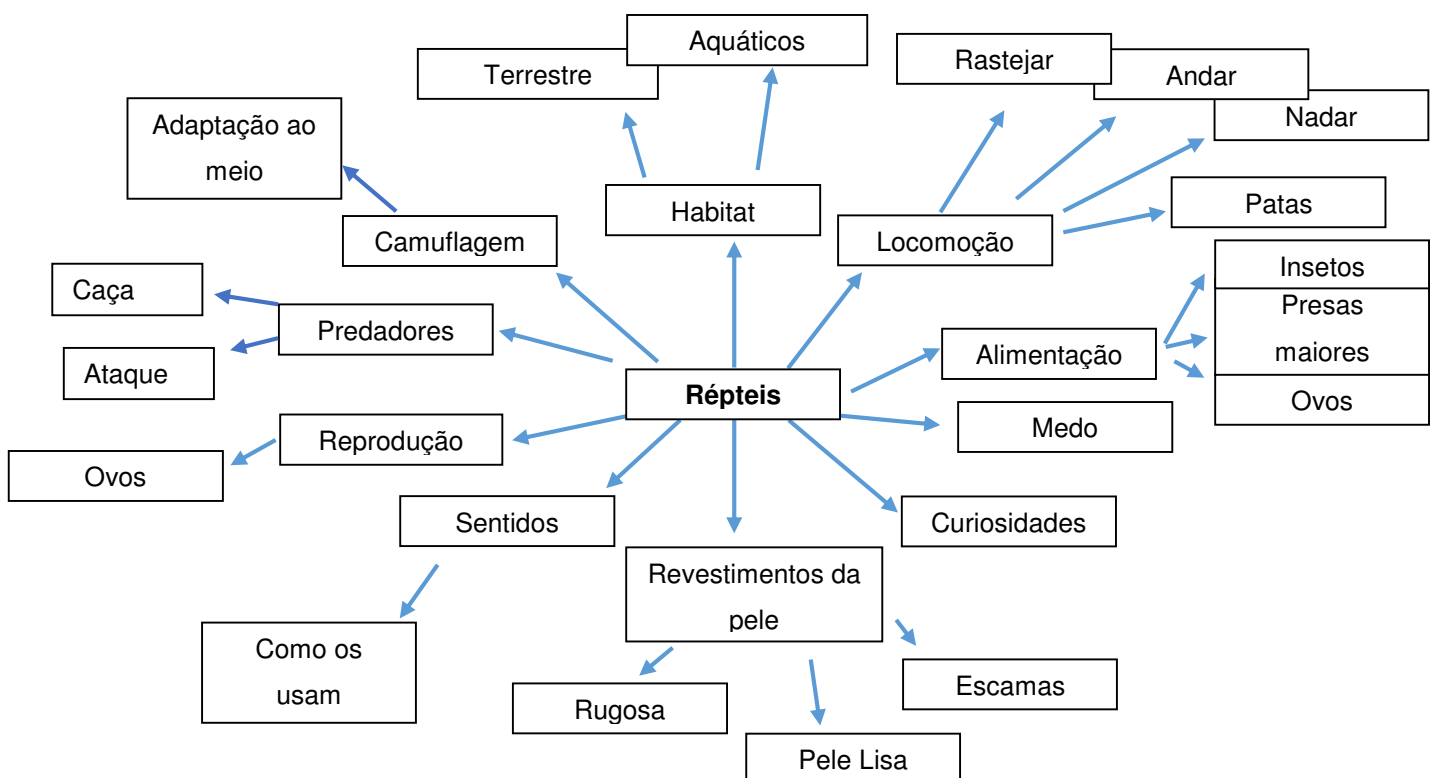 Aquáticos
Rastejar
Terrestre
Andar
Adaptação ao
meio
Nadar
Habitat
Patas
Camuflagem
Locomoção
Insetos
Caça
Presas
maiores
Predadores
Alimentação
Ataque
Répteis
Ovos
Medo
Reprodução
Ovos
Sentidos
Curiosidades
Revestimentos da
pele
Como os
usam
Escamas
Rugosa
Pele Lisa